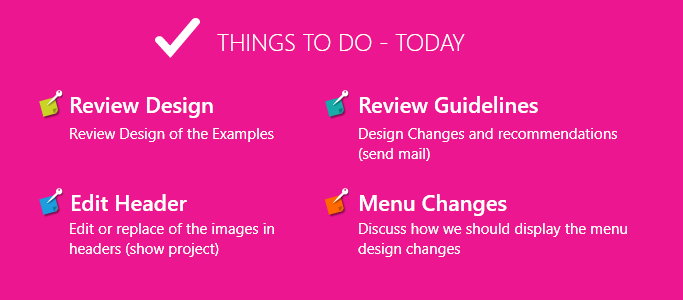 THINGS TO DO - TODAY
Review Design
Review Design of the Examples
Review Guidelines
Design Changes and recommendations
(send mail)
Edit Header
Edit or replace of the images in
headers (show project)
Menu Changes
Discuss how we should display the menu
design changes